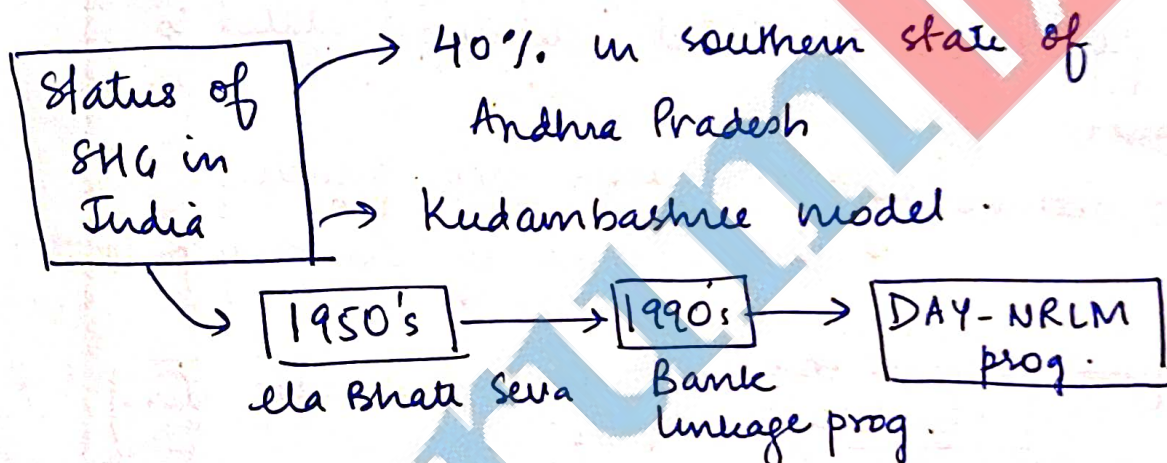 Status of
SHG in
India
→ 40% in southern state of
Andhra Pradesh
→ Kudambashree model .
→ 1950's → 1990's → DAY-NRLM
prog.
ela Bhatt Seva
Bank
linkage prog.